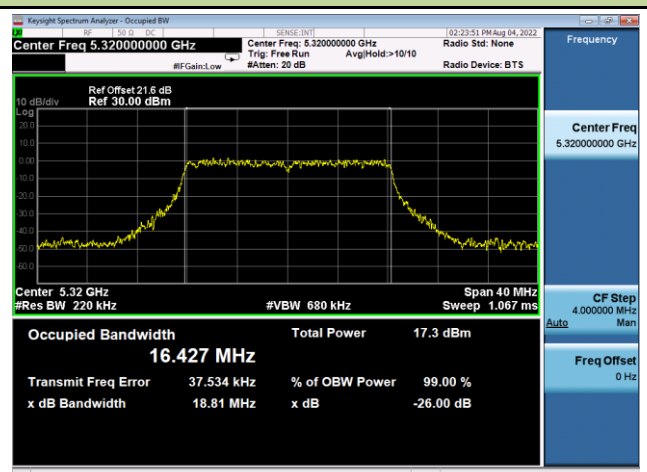 Keysight Spectrum Analyzer - Occupied BW
RF 50 Ω DC SENSE:INT 02:23:51 PM Aug 04, 2022
Center Freq 5.320000000 GHz
Center Freq: 5.320000000 GHz Radio Std: None
Trig: Free Run Avg|Hold:>10/10
#IFGain:Low #Atten: 20 dB Radio Device: BTS
Ref Offset 21.6 dB
10 dB/div Ref 30.00 dBm
Log
20.0
10.0
0.00
-10.0
-20.0
-30.0
-40.0
-50.0
-60.0
Center 5.32 GHz Span 40 MHz
#Res BW 220 kHz #VBW 680 kHz Sweep 1.067 ms
Occupied Bandwidth Total Power 17.3 dBm
16.427 MHz
Transmit Freq Error 37.534 kHz % of OBW Power 99.00 %
x dB Bandwidth 18.81 MHz x dB -26.00 dB
Frequency
Center Freq
5.320000000 GHz
CF Step
4.000000 MHz
Auto Man
Freq Offset
0 Hz